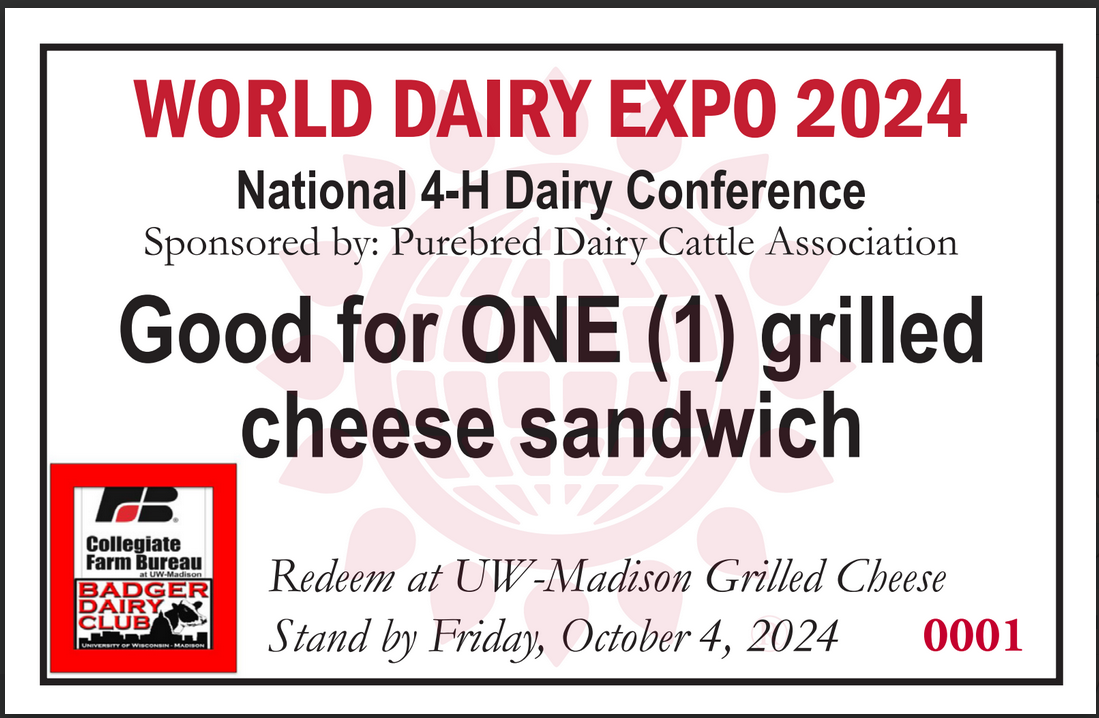 WORLD DAIRY EXPO 2024
National 4-H Dairy Conference
Sponsored by: Purebred Dairy Cattle Association
Good for ONE (1) grilled
cheese sandwich
FB®
Collegiate
Farm Bureau
at UW-Madison
BADGER
DAIRY
CLUB
UNIVERSITY OF WISCONSIN - MADISON
Redeem at UW-Madison Grilled Cheese
Stand by Friday, October 4, 2024
0001